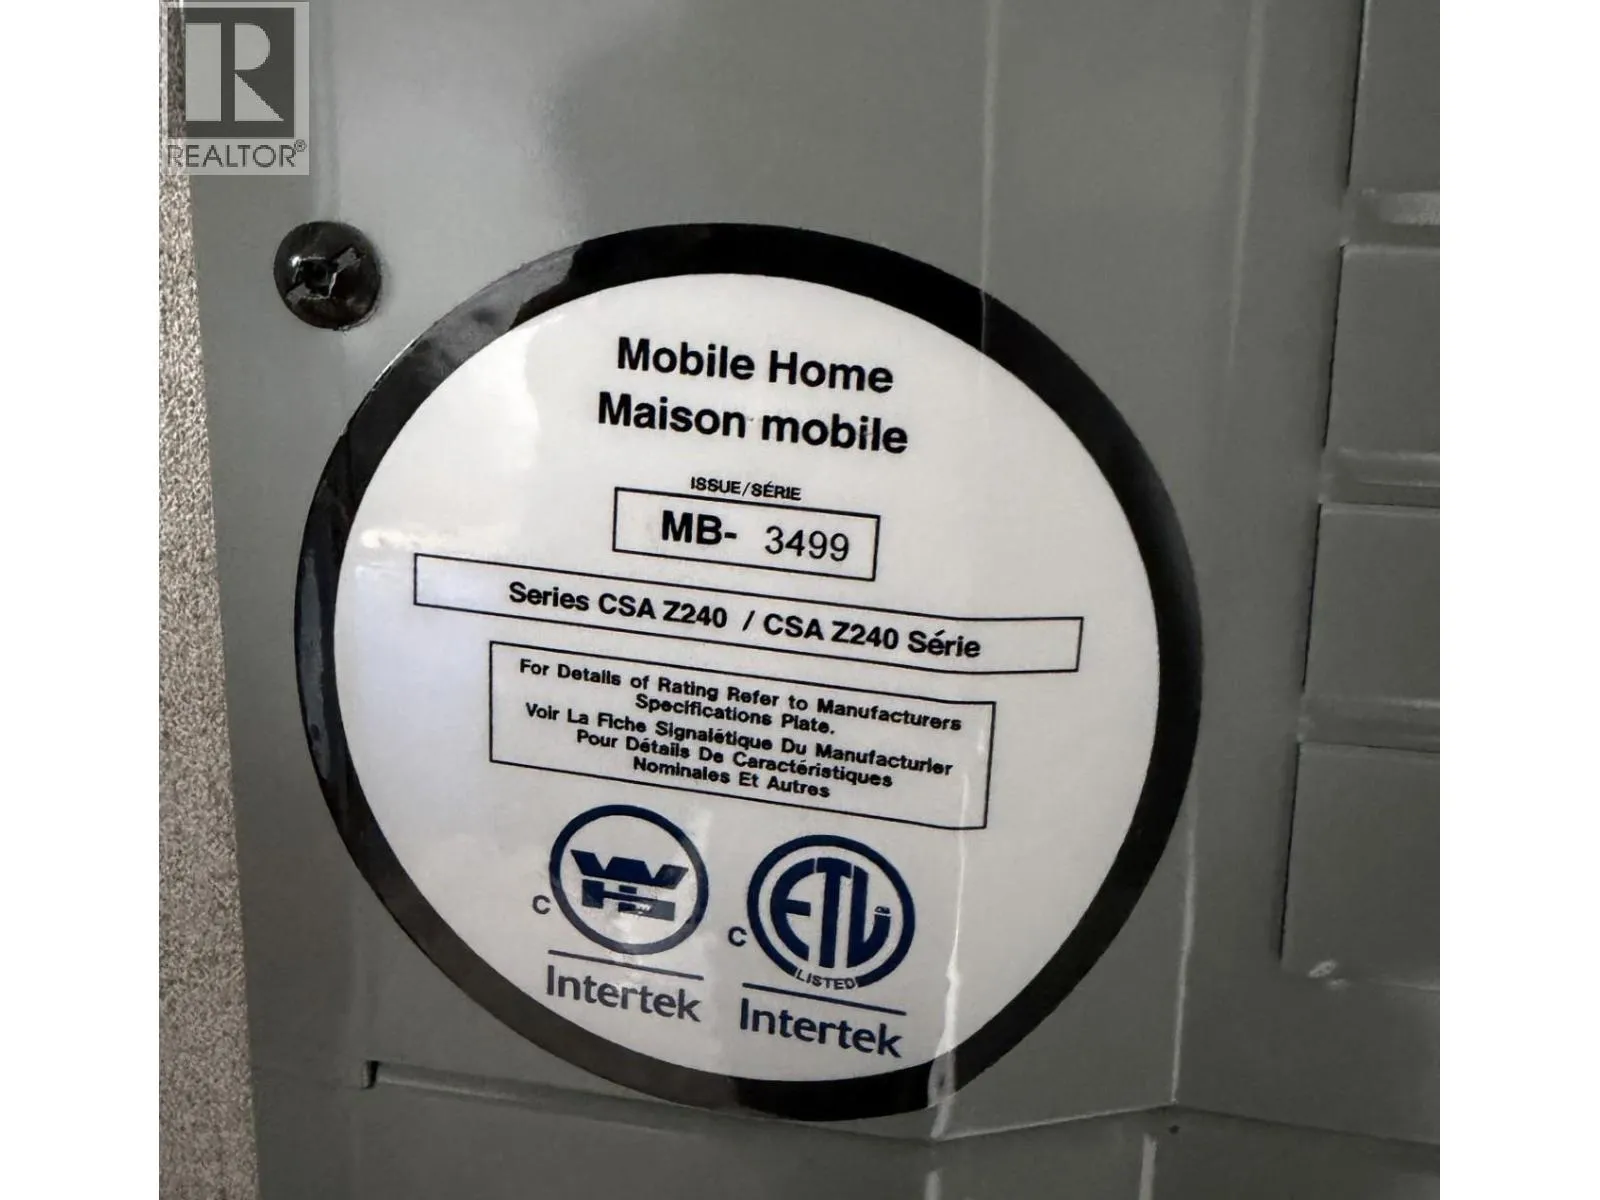 REALTOR®
Mobile Home
Maison mobile
ISSUE/SÉRIE
MB- 3499
Series CSA Z240 / CSA Z240 Série
For Details of Rating Refer to Manufacturers
Specifications Plate.
Voir La Fiche Signalétique Du Manufacturier
Pour Détails De Caractéristiques
Nominales Et Autres
C WH
Intertek
C ETL
LISTED
Intertek